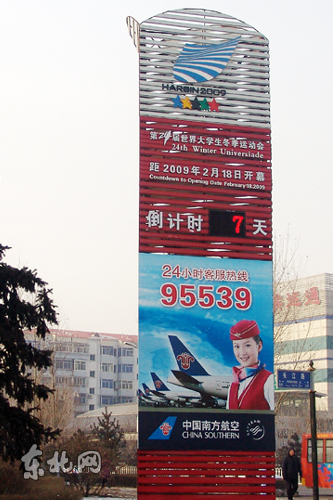 HARBIN2009
第24届世界大学生冬季运动会
24th Winter Universiade
距2009年2月18日开幕
Countdown to Opening Date February.18.2009
倒计时 7 天
24小时客服热线
95539
中国南方航空
CHINA SOUTHERN
东北网